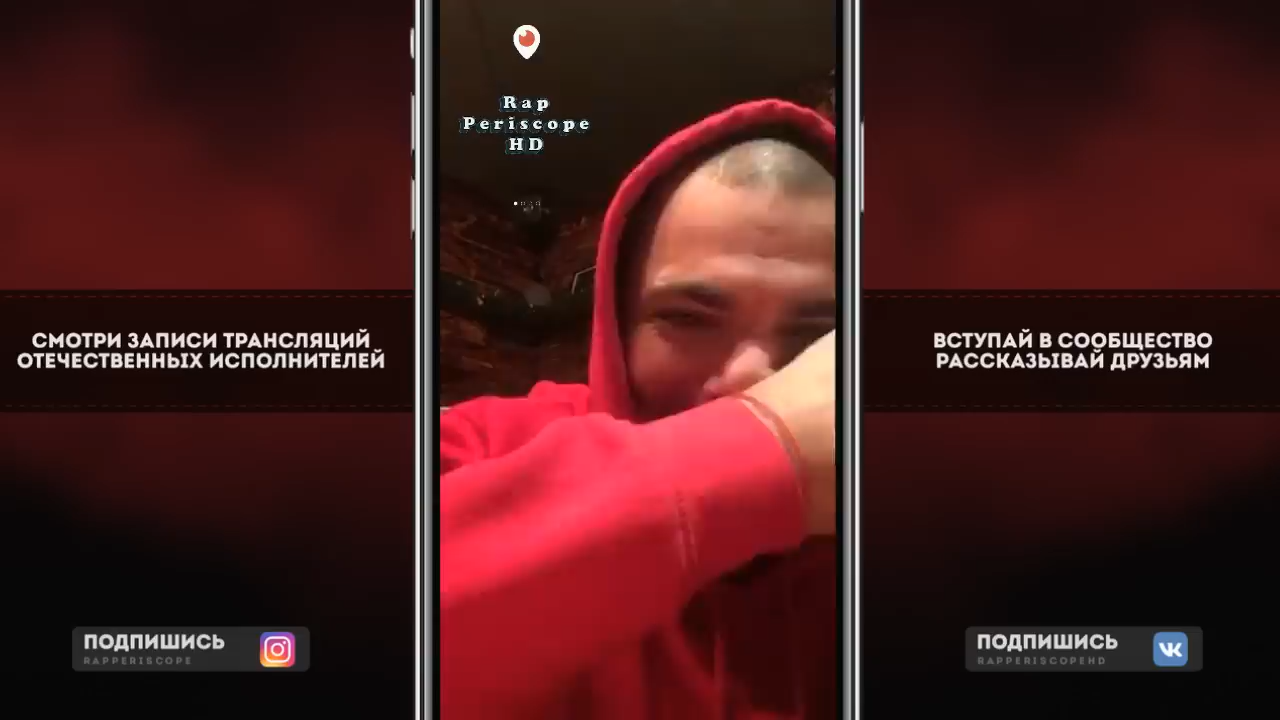 Rap
Periscope
HD
СМОТРИ ЗАПИСИ ТРАНСЛЯЦИЙ
ОТЕЧЕСТВЕННЫХ ИСПОЛНИТЕЛЕЙ
ВСТУПАЙ В СООБЩЕСТВО
РАССКАЗЫВАЙ ДРУЗЬЯМ
ПОДПИШИСЬ
RAPPERISCOPE
ПОДПИШИСЬ
RAPPERISCOPEHD